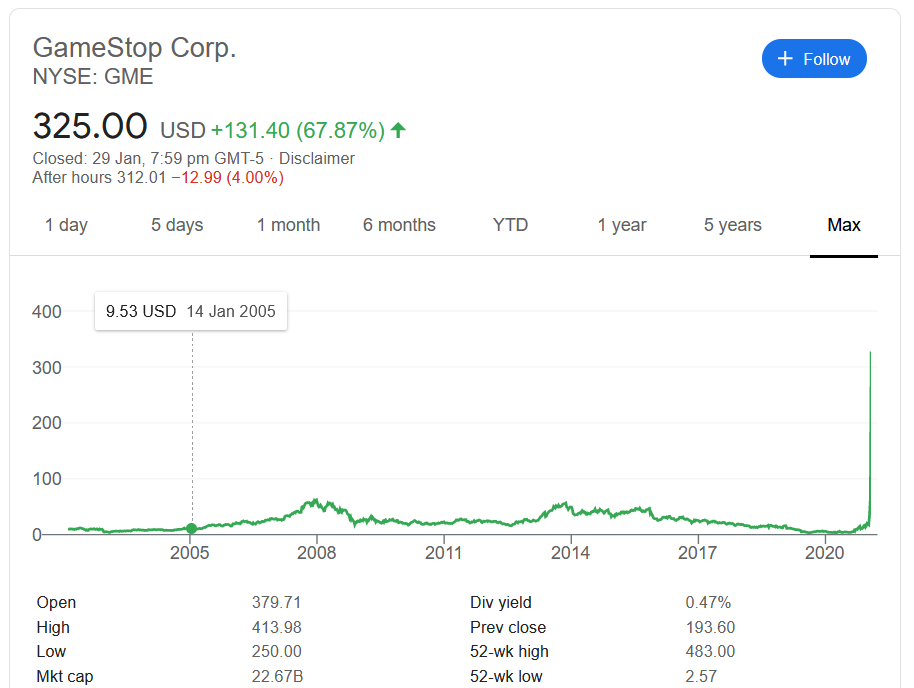 GameStop Corp.
NYSE: GME
+ Follow
325.00 USD +131.40 (67.87%)
Closed: 29 Jan, 7:59 pm GMT-5 · Disclaimer
After hours 312.01 −12.99 (4.00%)
1 day 5 days 1 month 6 months YTD 1 year 5 years Max
9.53 USD 14 Jan 2005
400
300
200
100
0
2005 2008 2011 2014 2017 2020
Open 379.71 Div yield 0.47%
High 413.98 Prev close 193.60
Low 250.00 52-wk high 483.00
Mkt cap 22.67B 52-wk low 2.57